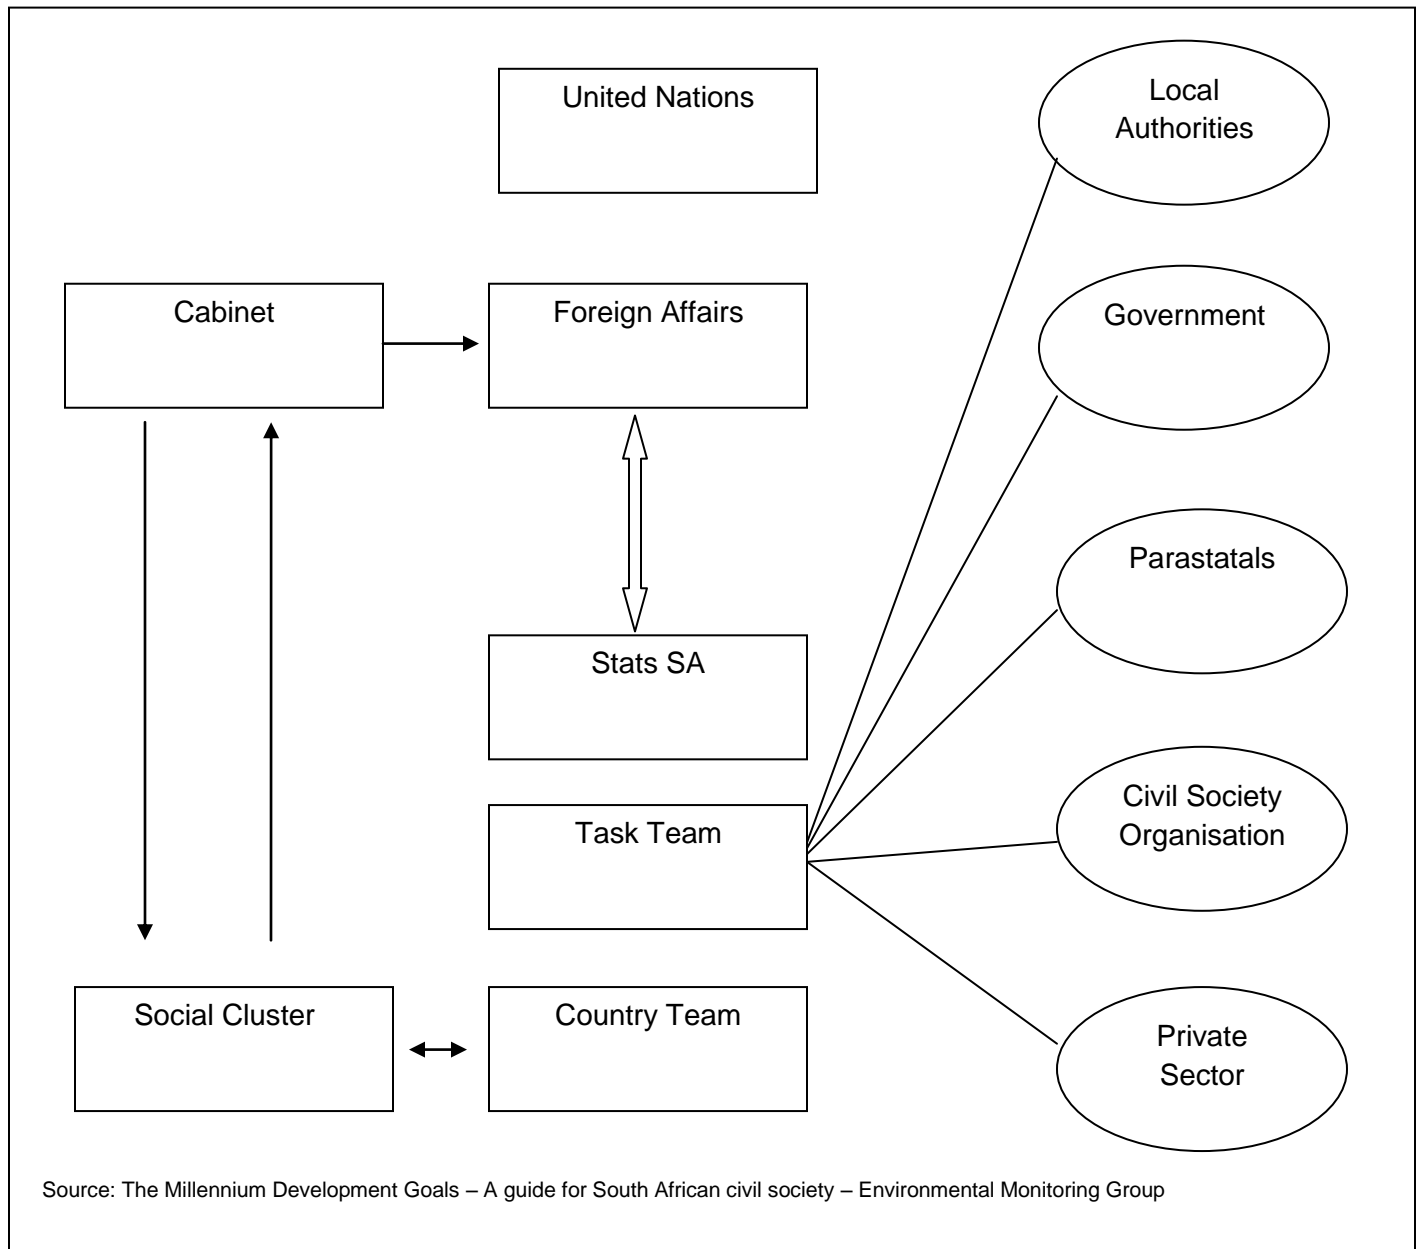 United Nations
Local
Authorities
Cabinet
Foreign Affairs
Government
Parastatals
Stats SA
Task Team
Civil Society
Organisation
Social Cluster
Country Team
Private
Sector
Source: The Millennium Development Goals – A guide for South African civil society – Environmental Monitoring Group